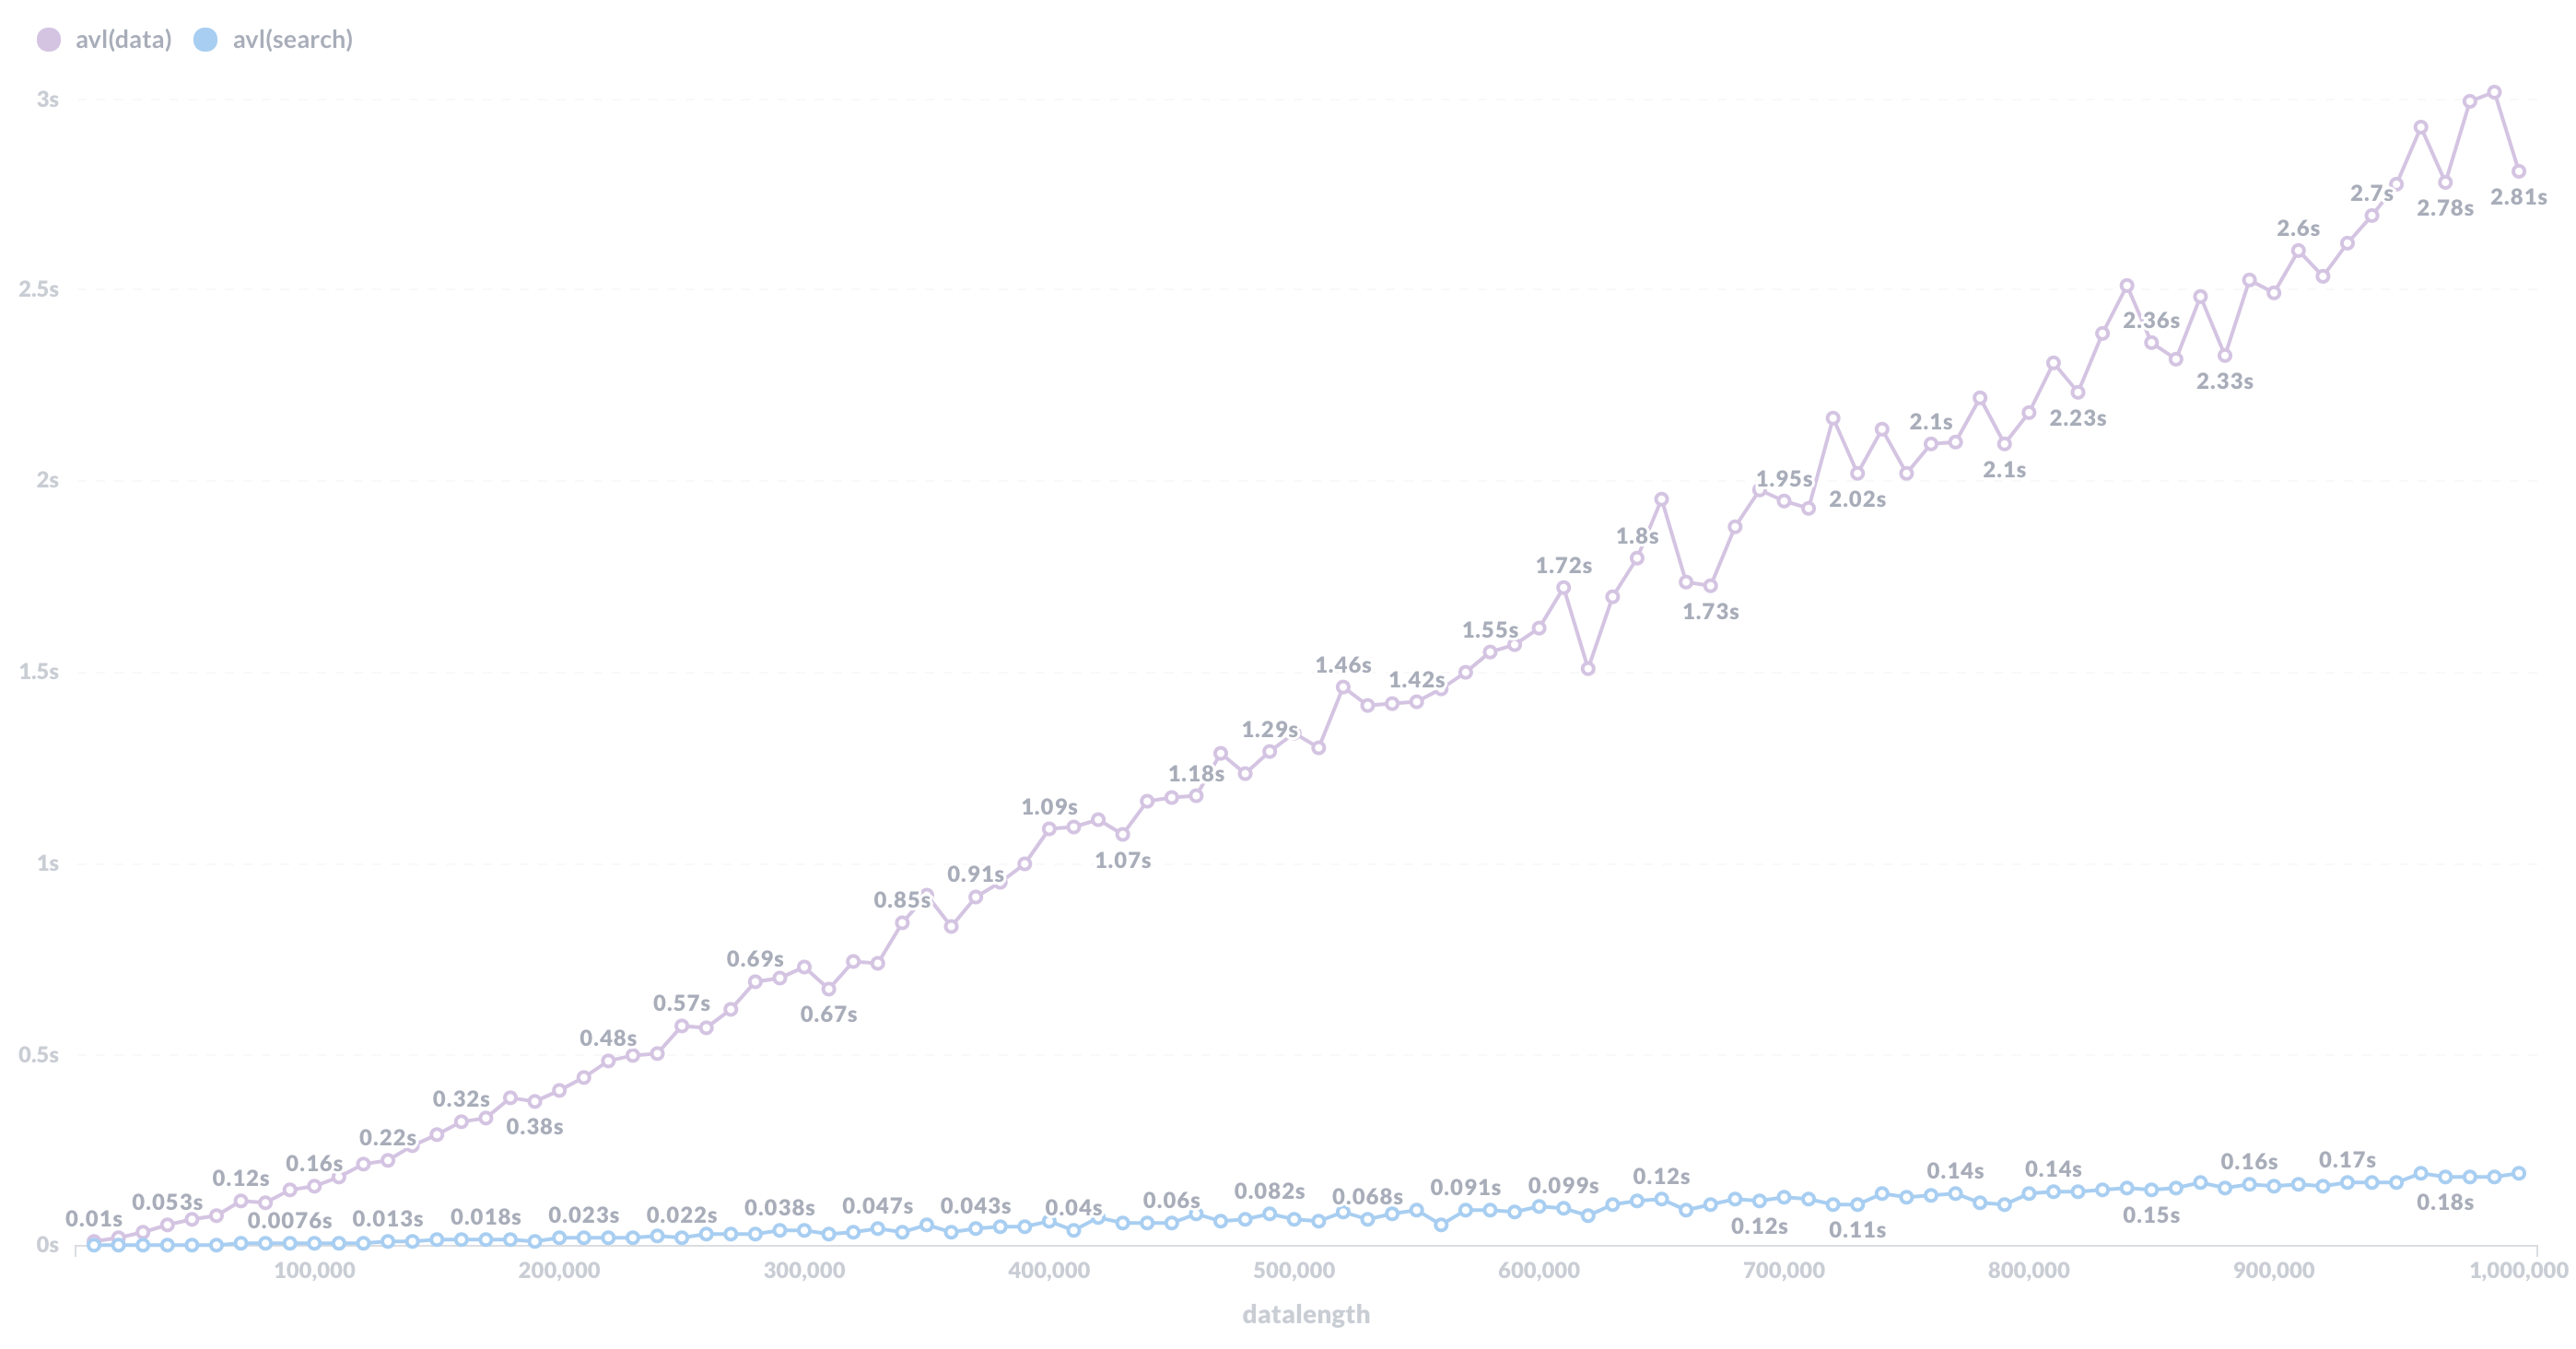 avl(data) avl(search)
3s
2.5s
2s
1.5s
1s
0.5s
0s
0.01s 0.053s 0.12s 0.16s 0.22s 0.32s 0.38s 0.48s 0.57s 0.69s 0.67s 0.85s 0.91s 1.09s 1.07s 1.18s 1.29s 1.46s 1.42s 1.55s 1.72s 1.8s 1.73s 1.95s 2.02s 2.1s 2.1s 2.23s 2.36s 2.33s 2.6s 2.7s 2.78s 2.81s
0.0076s 0.013s 0.018s 0.023s 0.022s 0.038s 0.047s 0.043s 0.04s 0.06s 0.082s 0.068s 0.091s 0.099s 0.12s 0.12s 0.11s 0.14s 0.14s 0.15s 0.16s 0.17s 0.18s
100,000 200,000 300,000 400,000 500,000 600,000 700,000 800,000 900,000 1,000,000
datalength